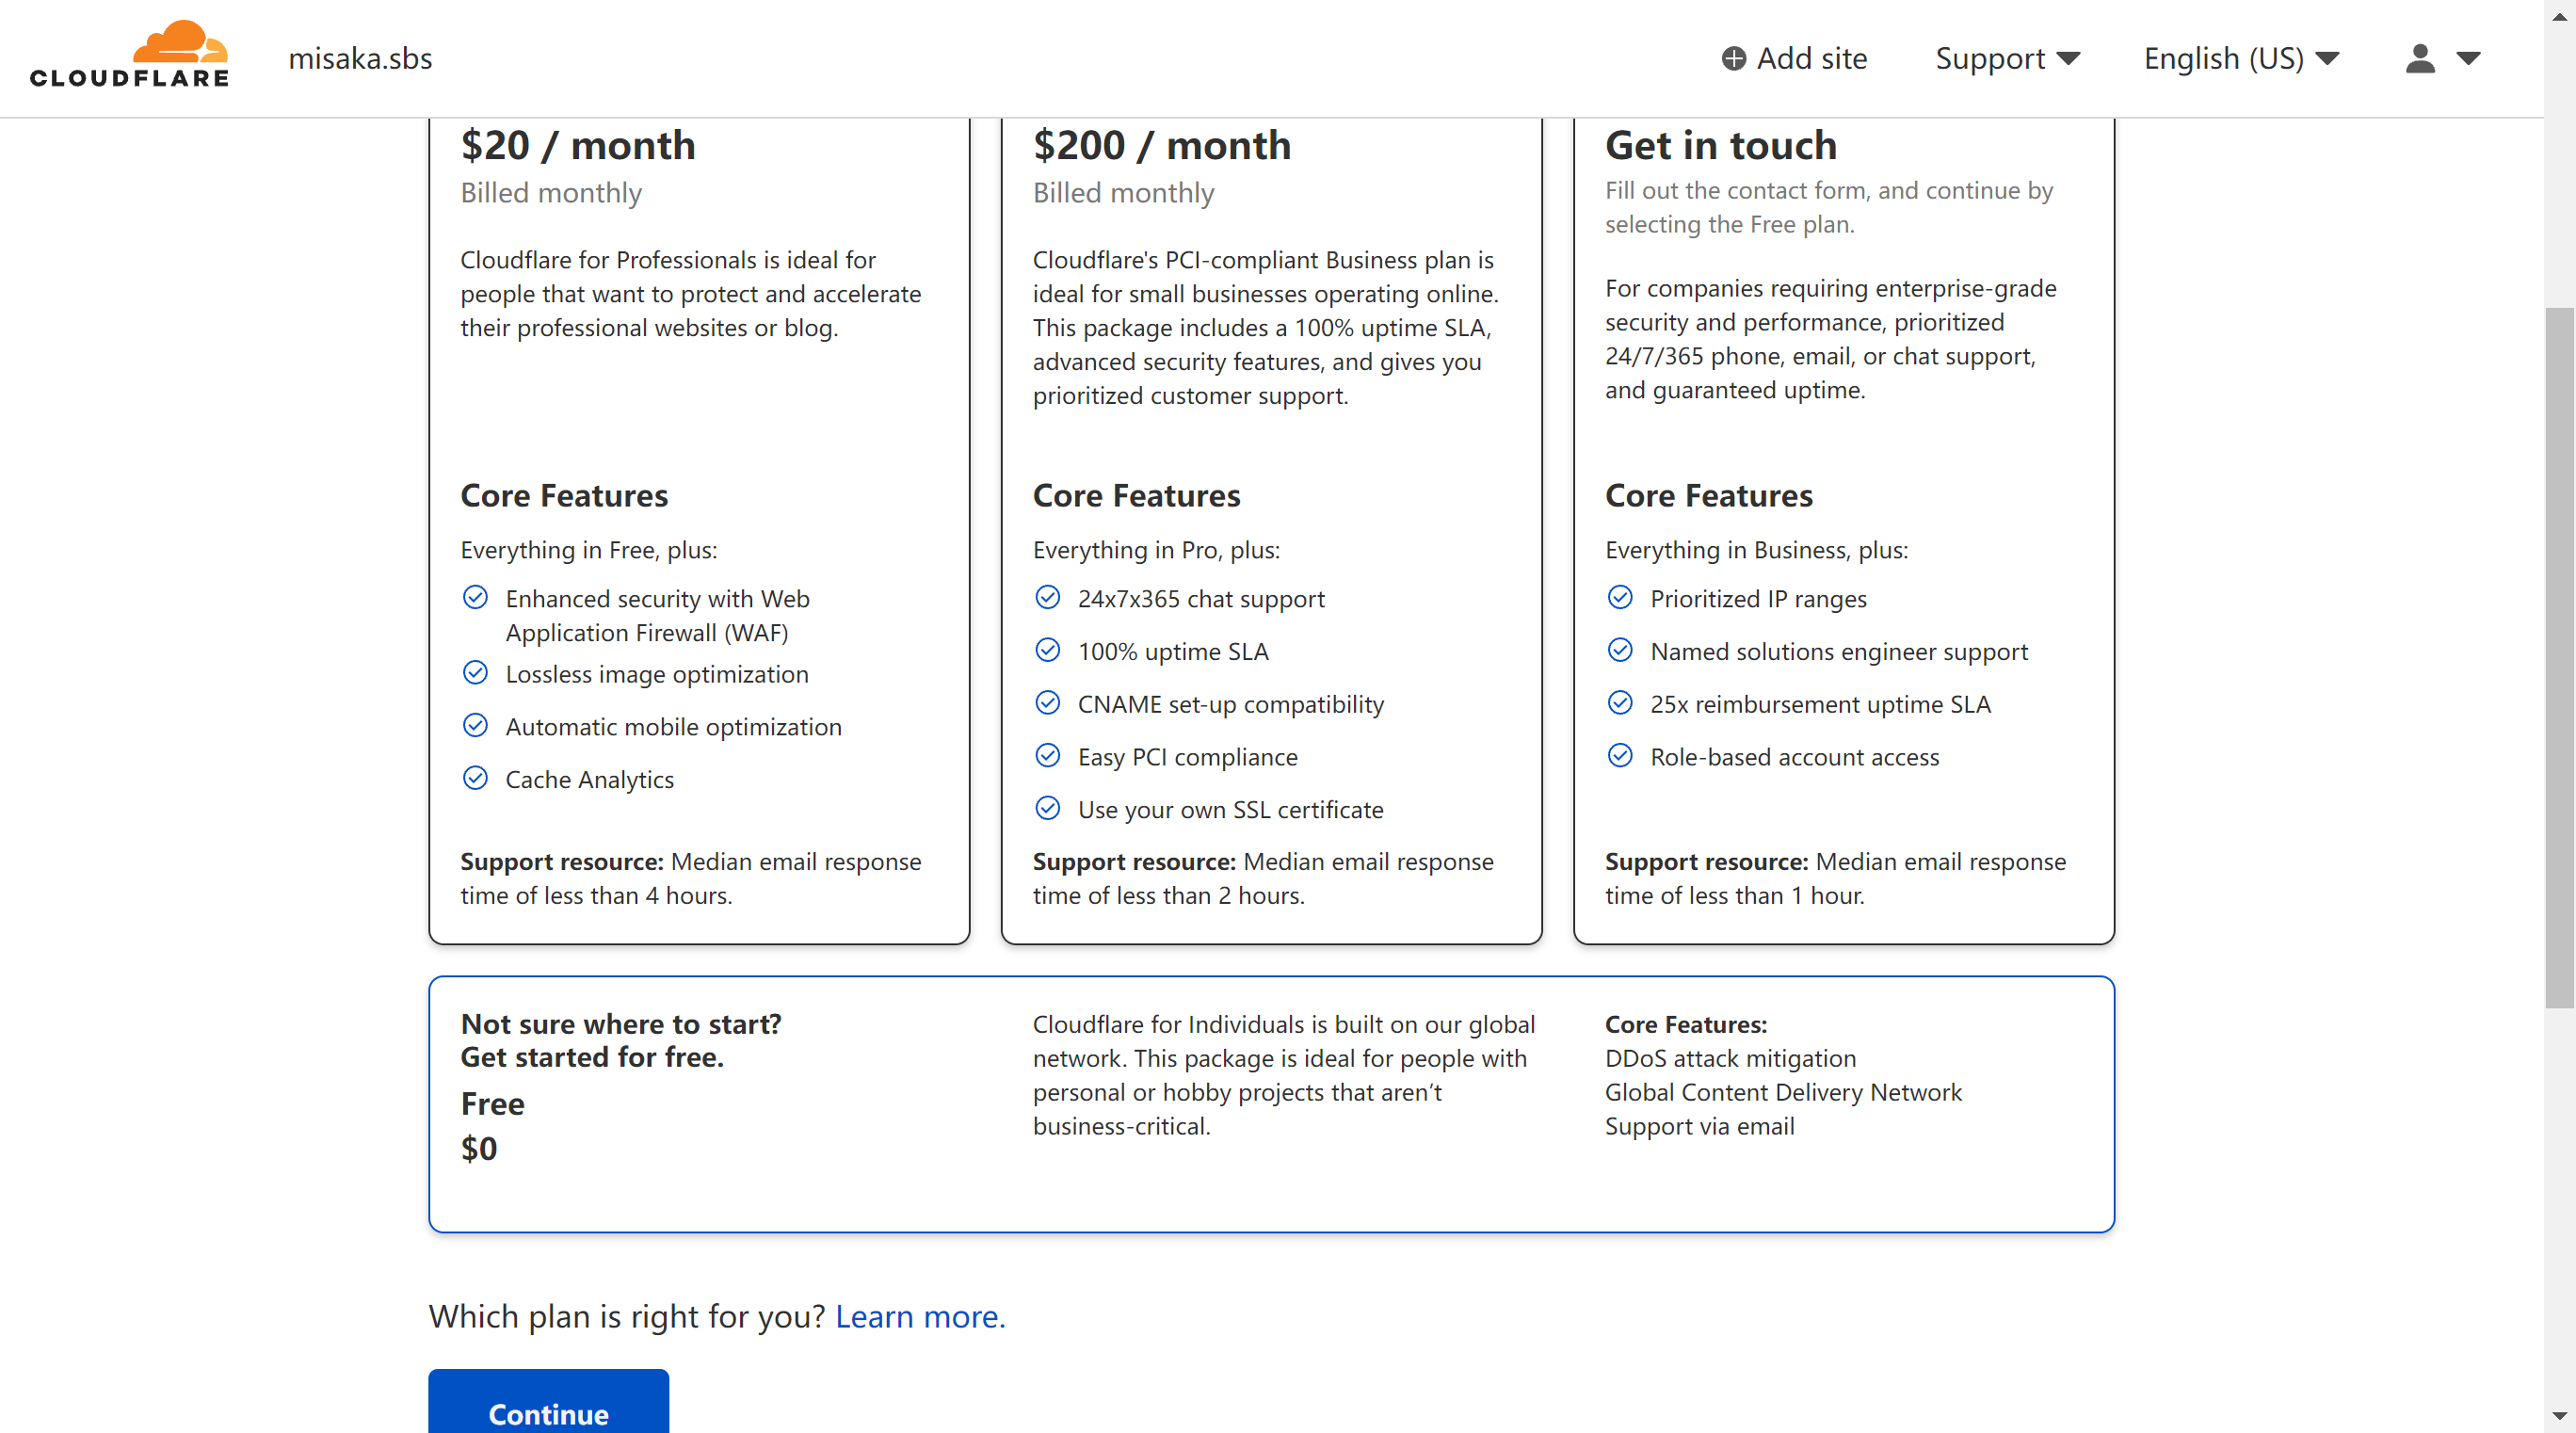 CLOUDFLARE
misaka.sbs
Add site
Support
English (US)
$20 / month
Billed monthly
Cloudflare for Professionals is ideal for
people that want to protect and accelerate
their professional websites or blog.
Core Features
Everything in Free, plus:
Enhanced security with Web
Application Firewall (WAF)
Lossless image optimization
Automatic mobile optimization
Cache Analytics
Support resource: Median email response
time of less than 4 hours.
$200 / month
Billed monthly
Cloudflare's PCI-compliant Business plan is
ideal for small businesses operating online.
This package includes a 100% uptime SLA,
advanced security features, and gives you
prioritized customer support.
Core Features
Everything in Pro, plus:
24x7x365 chat support
100% uptime SLA
CNAME set-up compatibility
Easy PCI compliance
Use your own SSL certificate
Support resource: Median email response
time of less than 2 hours.
Get in touch
Fill out the contact form, and continue by
selecting the Free plan.
For companies requiring enterprise-grade
security and performance, prioritized
24/7/365 phone, email, or chat support,
and guaranteed uptime.
Core Features
Everything in Business, plus:
Prioritized IP ranges
Named solutions engineer support
25x reimbursement uptime SLA
Role-based account access
Support resource: Median email response
time of less than 1 hour.
Not sure where to start?
Get started for free.
Free
$0
Cloudflare for Individuals is built on our global
network. This package is ideal for people with
personal or hobby projects that aren’t
business-critical.
Core Features:
DDoS attack mitigation
Global Content Delivery Network
Support via email
Which plan is right for you? Learn more.
Continue